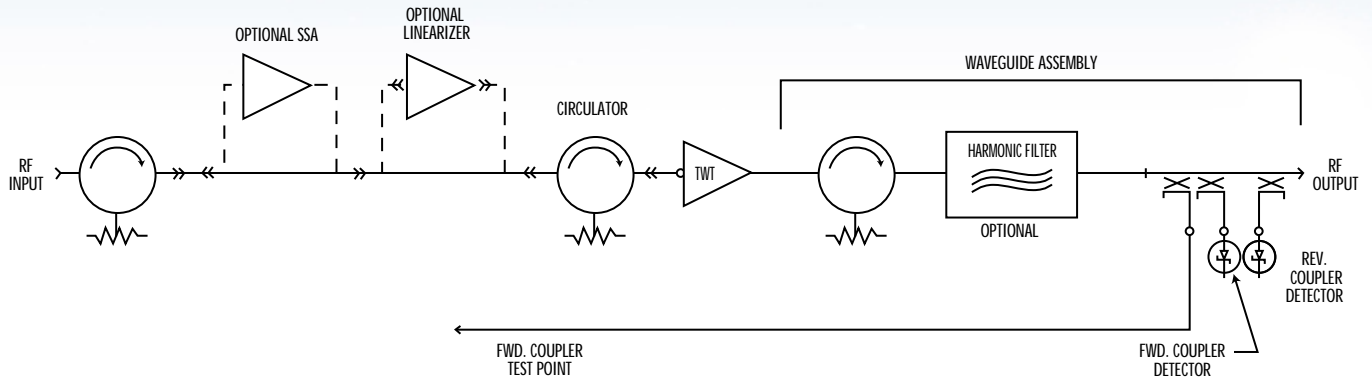 OPTIONAL SSA
OPTIONAL
LINEARIZER
WAVEGUIDE ASSEMBLY
CIRCULATOR
RF
INPUT
TWT
HARMONIC FILTER
OPTIONAL
RF
OUTPUT
REV.
COUPLER
DETECTOR
FWD. COUPLER
TEST POINT
FWD. COUPLER
DETECTOR